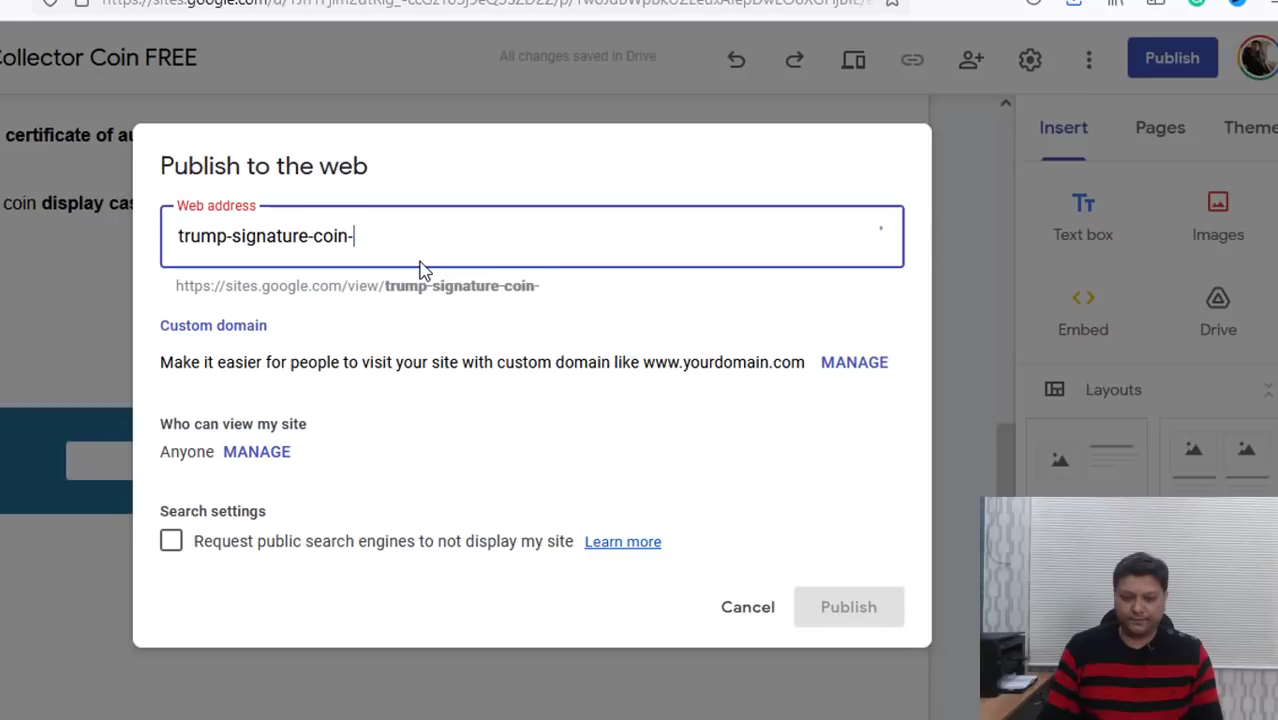 ollector Coin FREE
All changes saved in Drive
Publish
certificate of au
coin display cas
Publish to the web
Web address
trump-signature-coin-
https://sites.google.com/view/trump-signature-coin-
Custom domain
Make it easier for people to visit your site with custom domain like www.yourdomain.com MANAGE
Who can view my site
Anyone MANAGE
Search settings
Request public search engines to not display my site Learn more
Cancel Publish
Insert Pages Theme
Text box Images
Embed Drive
Layouts